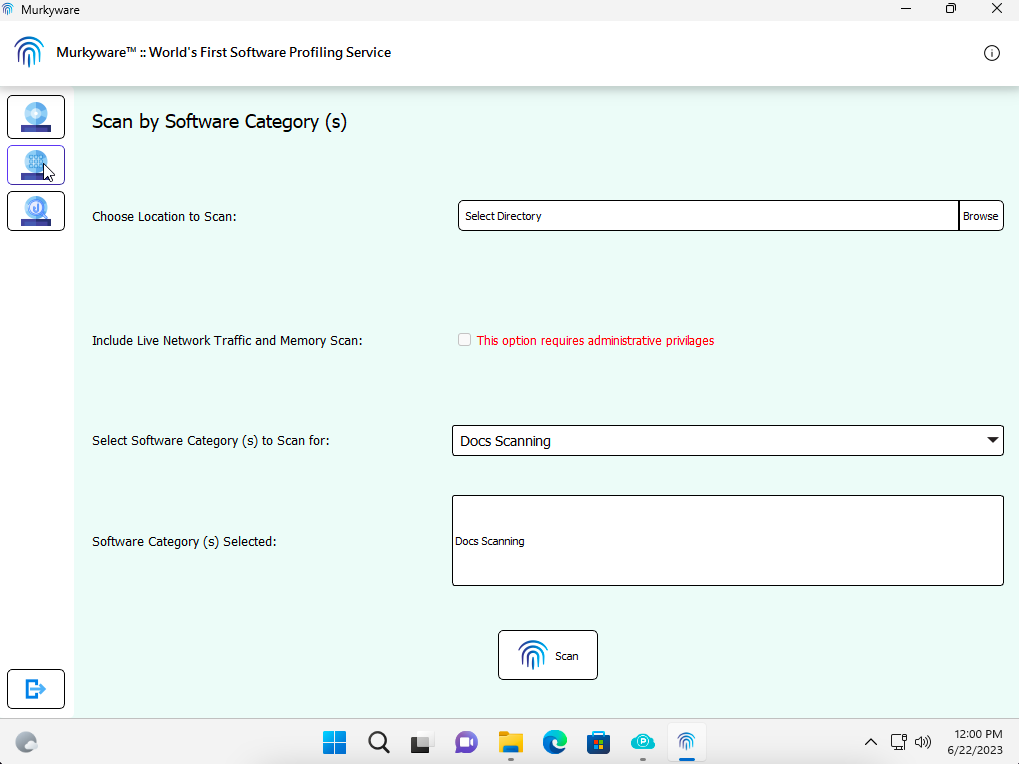 Murkyware
Murkyware™ :: World's First Software Profiling Service
Scan by Software Category (s)
Choose Location to Scan:
Select Directory
Browse
Include Live Network Traffic and Memory Scan:
This option requires administrative privilages
Select Software Category (s) to Scan for:
Docs Scanning
Software Category (s) Selected:
Docs Scanning
Scan
12:00 PM
6/22/2023